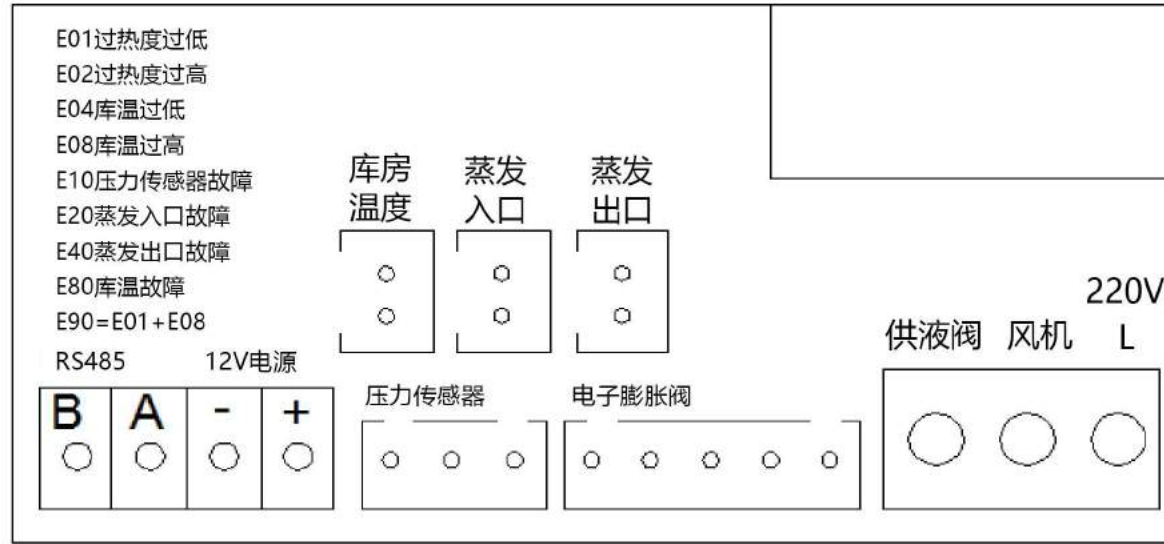 E01过热度过低
E02过热度过高
E04库温过低
E08库温过高
E10压力传感器故障
E20蒸发入口故障
E40蒸发出口故障
E80库温故障
E90=E01+E08
库房 蒸发 蒸发
温度 入口 出口
220V
供液阀 风机 L
RS485 12V电源
B A - +
压力传感器 电子膨胀阀